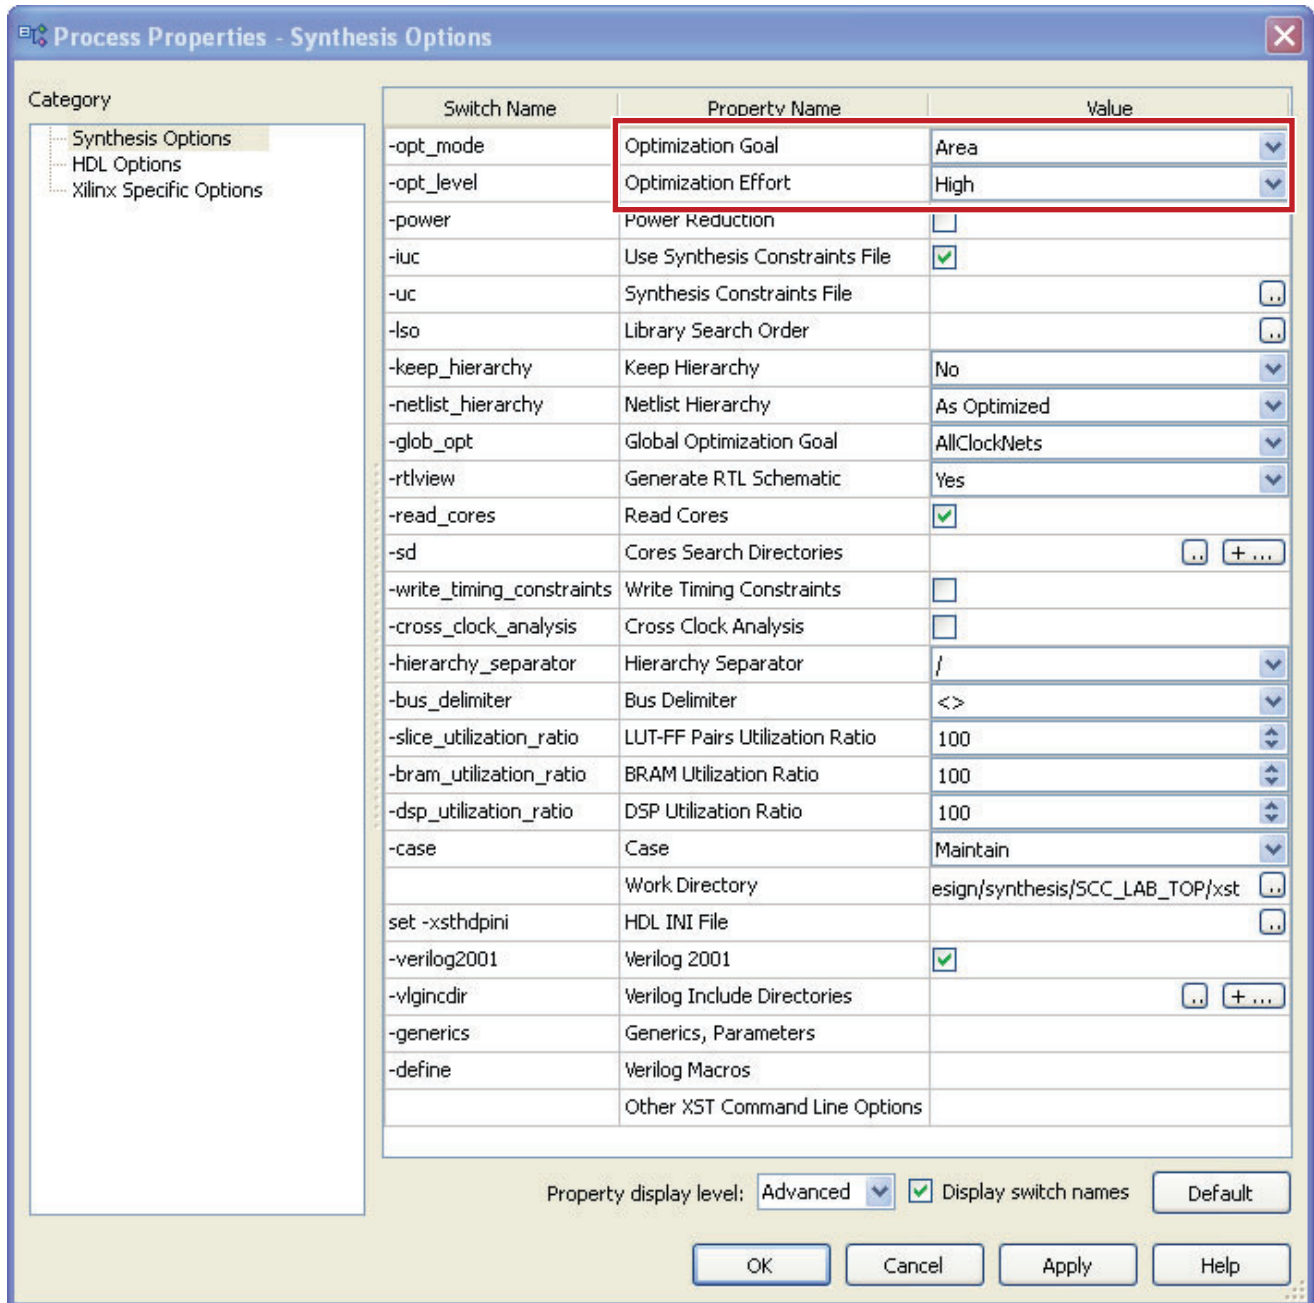 Process Properties - Synthesis Options
Category
Synthesis Options
HDL Options
Xilinx Specific Options
Switch Name Property Name Value
-opt_mode Optimization Goal Area
-opt_level Optimization Effort High
-power Power Reduction
-iuc Use Synthesis Constraints File
-uc Synthesis Constraints File ..
-lso Library Search Order ..
-keep_hierarchy Keep Hierarchy No
-netlist_hierarchy Netlist Hierarchy As Optimized
-glob_opt Global Optimization Goal AllClockNets
-rtlview Generate RTL Schematic Yes
-read_cores Read Cores
-sd Cores Search Directories .. + ...
-write_timing_constraints Write Timing Constraints
-cross_clock_analysis Cross Clock Analysis
-hierarchy_separator Hierarchy Separator /
-bus_delimiter Bus Delimiter <>
-slice_utilization_ratio LUT-FF Pairs Utilization Ratio 100
-bram_utilization_ratio BRAM Utilization Ratio 100
-dsp_utilization_ratio DSP Utilization Ratio 100
-case Case Maintain
Work Directory esign/synthesis/SCC_LAB_TOP/xst ..
set -xsthdpini HDL INI File ..
-verilog2001 Verilog 2001
-vlgincdir Verilog Include Directories .. + ...
-generics Generics, Parameters
-define Verilog Macros
Other XST Command Line Options
Property display level: Advanced Display switch names Default
OK Cancel Apply Help